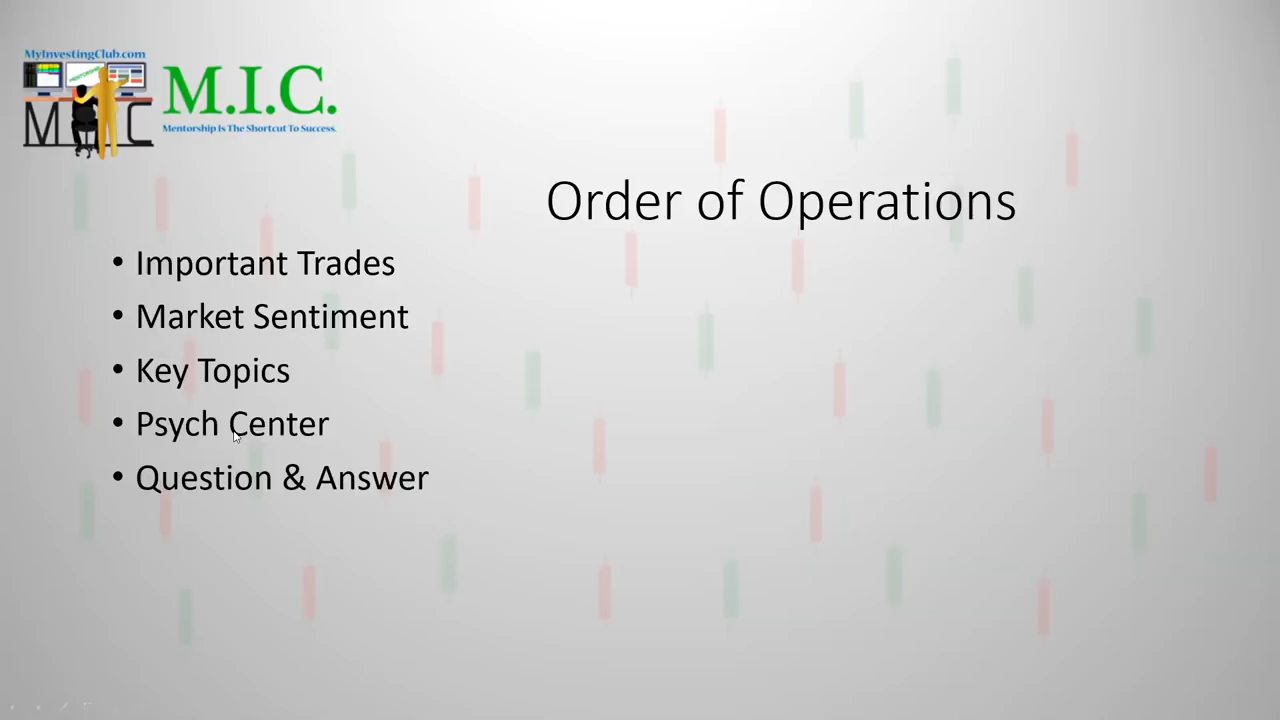 MyInvestingClub.com
M.I.C.
Mentorship Is The Shortcut To Success.
MIC
Order of Operations
• Important Trades
• Market Sentiment
• Key Topics
• Psych Center
• Question & Answer